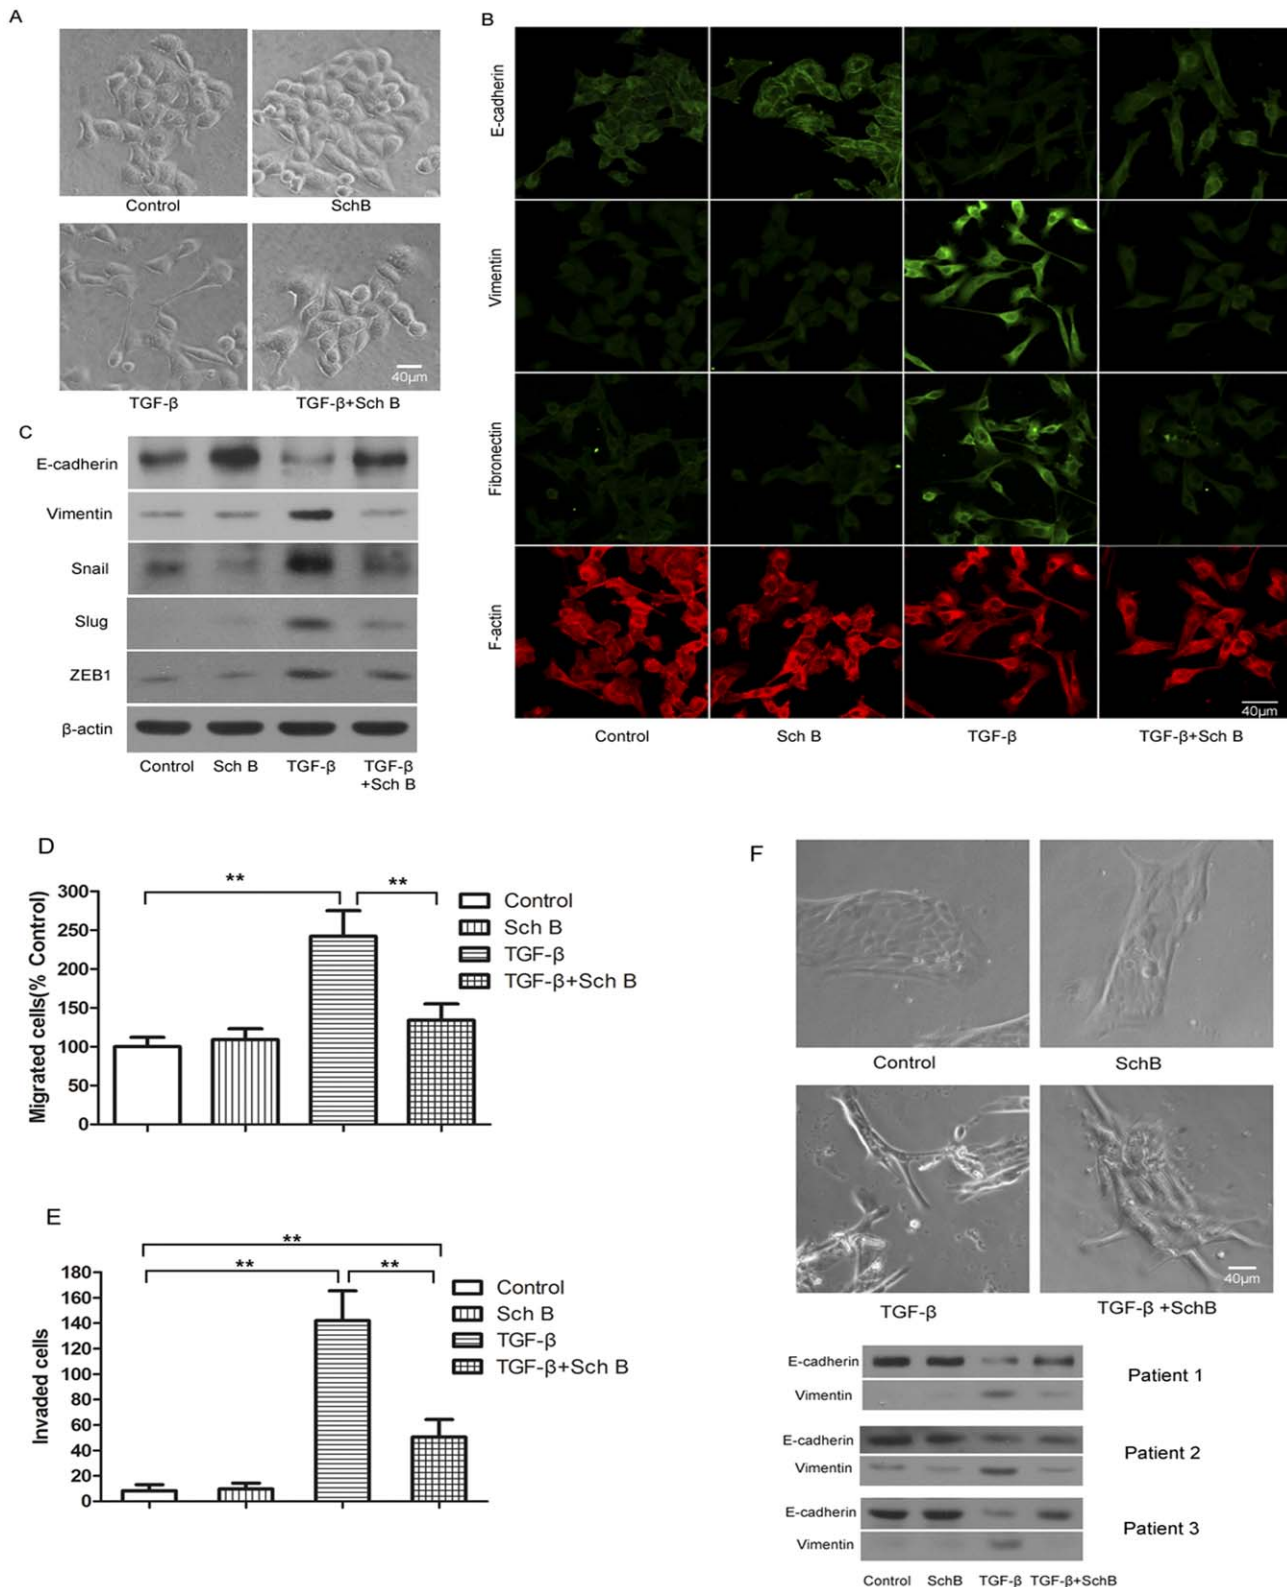 A
Control
SchB
TGF-β
TGF-β+Sch B
40μm
B
E-cadherin
Vimentin
Fibronectin
F-actin
40μm
Control
Sch B
TGF-β
TGF-β+Sch B
C
E-cadherin
Vimentin
Snail
Slug
ZEB1
β-actin
Control
Sch B
TGF-β
TGF-β
+Sch B
D
Migrated cells(% Control)
300
250
200
150
100
50
0
**
**
Control
Sch B
TGF-β
TGF-β+Sch B
E
Invaded cells
180
160
140
120
100
80
60
40
20
0
**
**
**
Control
Sch B
TGF-β
TGF-β+Sch B
F
Control
SchB
TGF-β
TGF-β +SchB
40μm
E-cadherin
Vimentin
Patient 1
E-cadherin
Vimentin
Patient 2
E-cadherin
Vimentin
Patient 3
Control
SchB
TGF-β
TGF-β+SchB